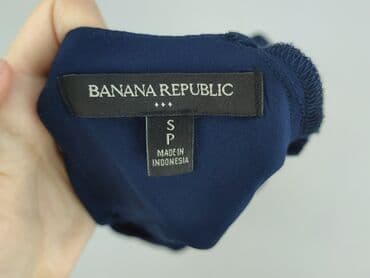 BANANA REPUBLIC
S
P
MADE IN
INDONESIA